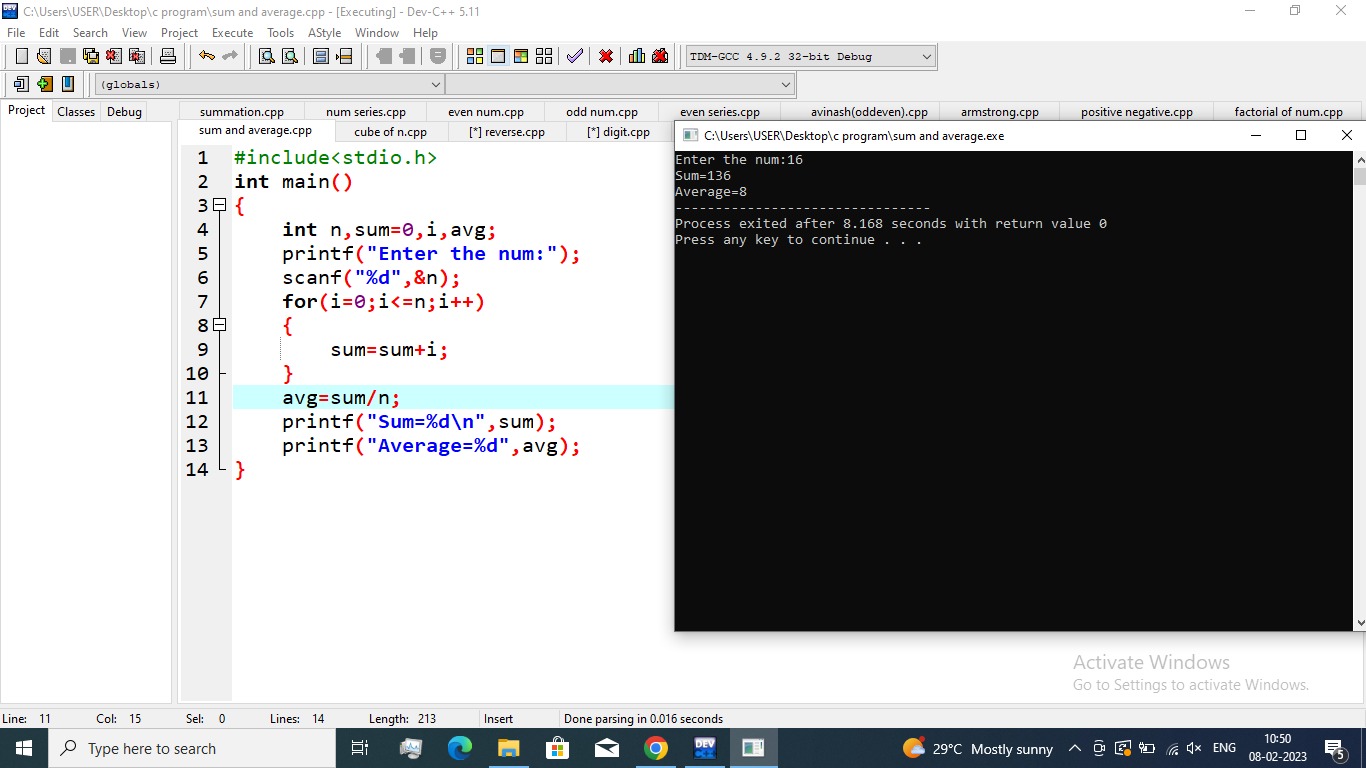 C:\Users\USER\Desktop\c program\sum and average.cpp - [Executing] - Dev-C++ 5.11
File Edit Search View Project Execute Tools AStyle Window Help
TDM-GCC 4.9.2 32-bit Debug
(globals)
Project Classes Debug
summation.cpp num series.cpp even num.cpp odd num.cpp even series.cpp avinash(oddeven).cpp armstrong.cpp positive negative.cpp factorial of num.cpp
sum and average.cpp cube of n.cpp [*] reverse.cpp [*] digit.cpp
1 #include<stdio.h>
2 int main()
3 {
4 int n,sum=0,i,avg;
5 printf("Enter the num:");
6 scanf("%d",&n);
7 for(i=0;i<=n;i++)
8 {
9 sum=sum+i;
10 }
11 avg=sum/n;
12 printf("Sum=%d\n",sum);
13 printf("Average=%d",avg);
14 }
C:\Users\USER\Desktop\c program\sum and average.exe
Enter the num:16
Sum=136
Average=8
--------------------------------
Process exited after 8.168 seconds with return value 0
Press any key to continue . . .
Activate Windows
Go to Settings to activate Windows.
Line: 11 Col: 15 Sel: 0 Lines: 14 Length: 213 Insert Done parsing in 0.016 seconds
Type here to search
DEV
29°C Mostly sunny
ENG
10:50
08-02-2023
5